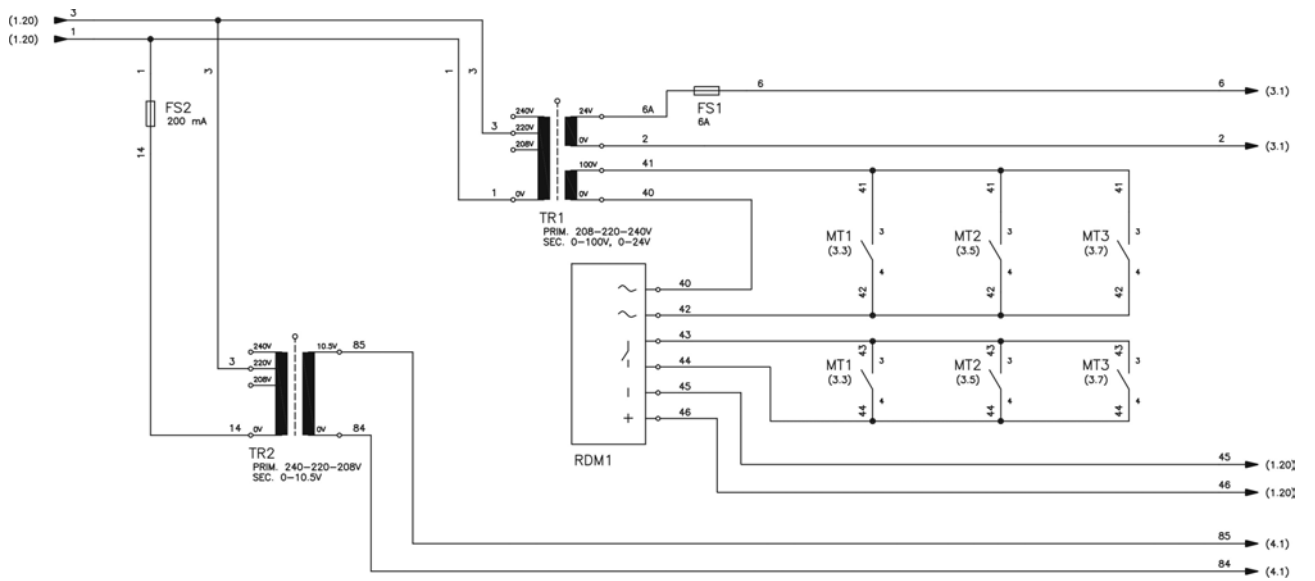 (1.20) 3
(1.20) 1
1
3
1
3
FS2
200 mA
14
240V
3 220V
208V
1 0V
24V 6A
FS1
6A
6 6 (3.1)
0V 2 2 (3.1)
100V 41
0V 40
TR1
PRIM. 208-220-240V
SEC. 0-100V, 0-24V
41 41 41
MT1 3
(3.3)
4
MT2 3
(3.5)
4
MT3 3
(3.7)
4
42 42 42
40
42
43
44
45
46
+
RDM1
43 43 43
MT1 3
(3.3)
4
MT2 3
(3.5)
4
MT3 3
(3.7)
4
44 44 44
240V 10.5V 85
3 220V
208V
14 0V 0V 84
TR2
PRIM. 240-220-208V
SEC. 0-10.5V
45 (1.20)
46 (1.20)
85 (4.1)
84 (4.1)